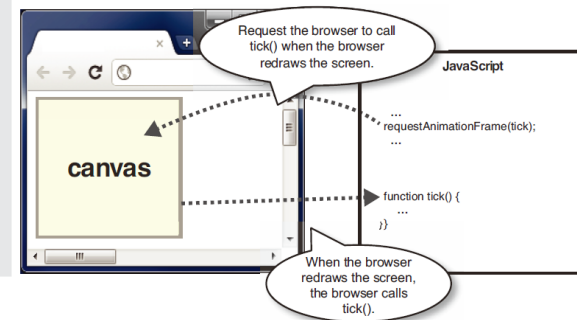 Request the browser to call
tick() when the browser
redraws the screen.
JavaScript
...
requestAnimationFrame(tick);
...
canvas
function tick() {
...
}}
When the browser
redraws the screen,
the browser calls
tick().